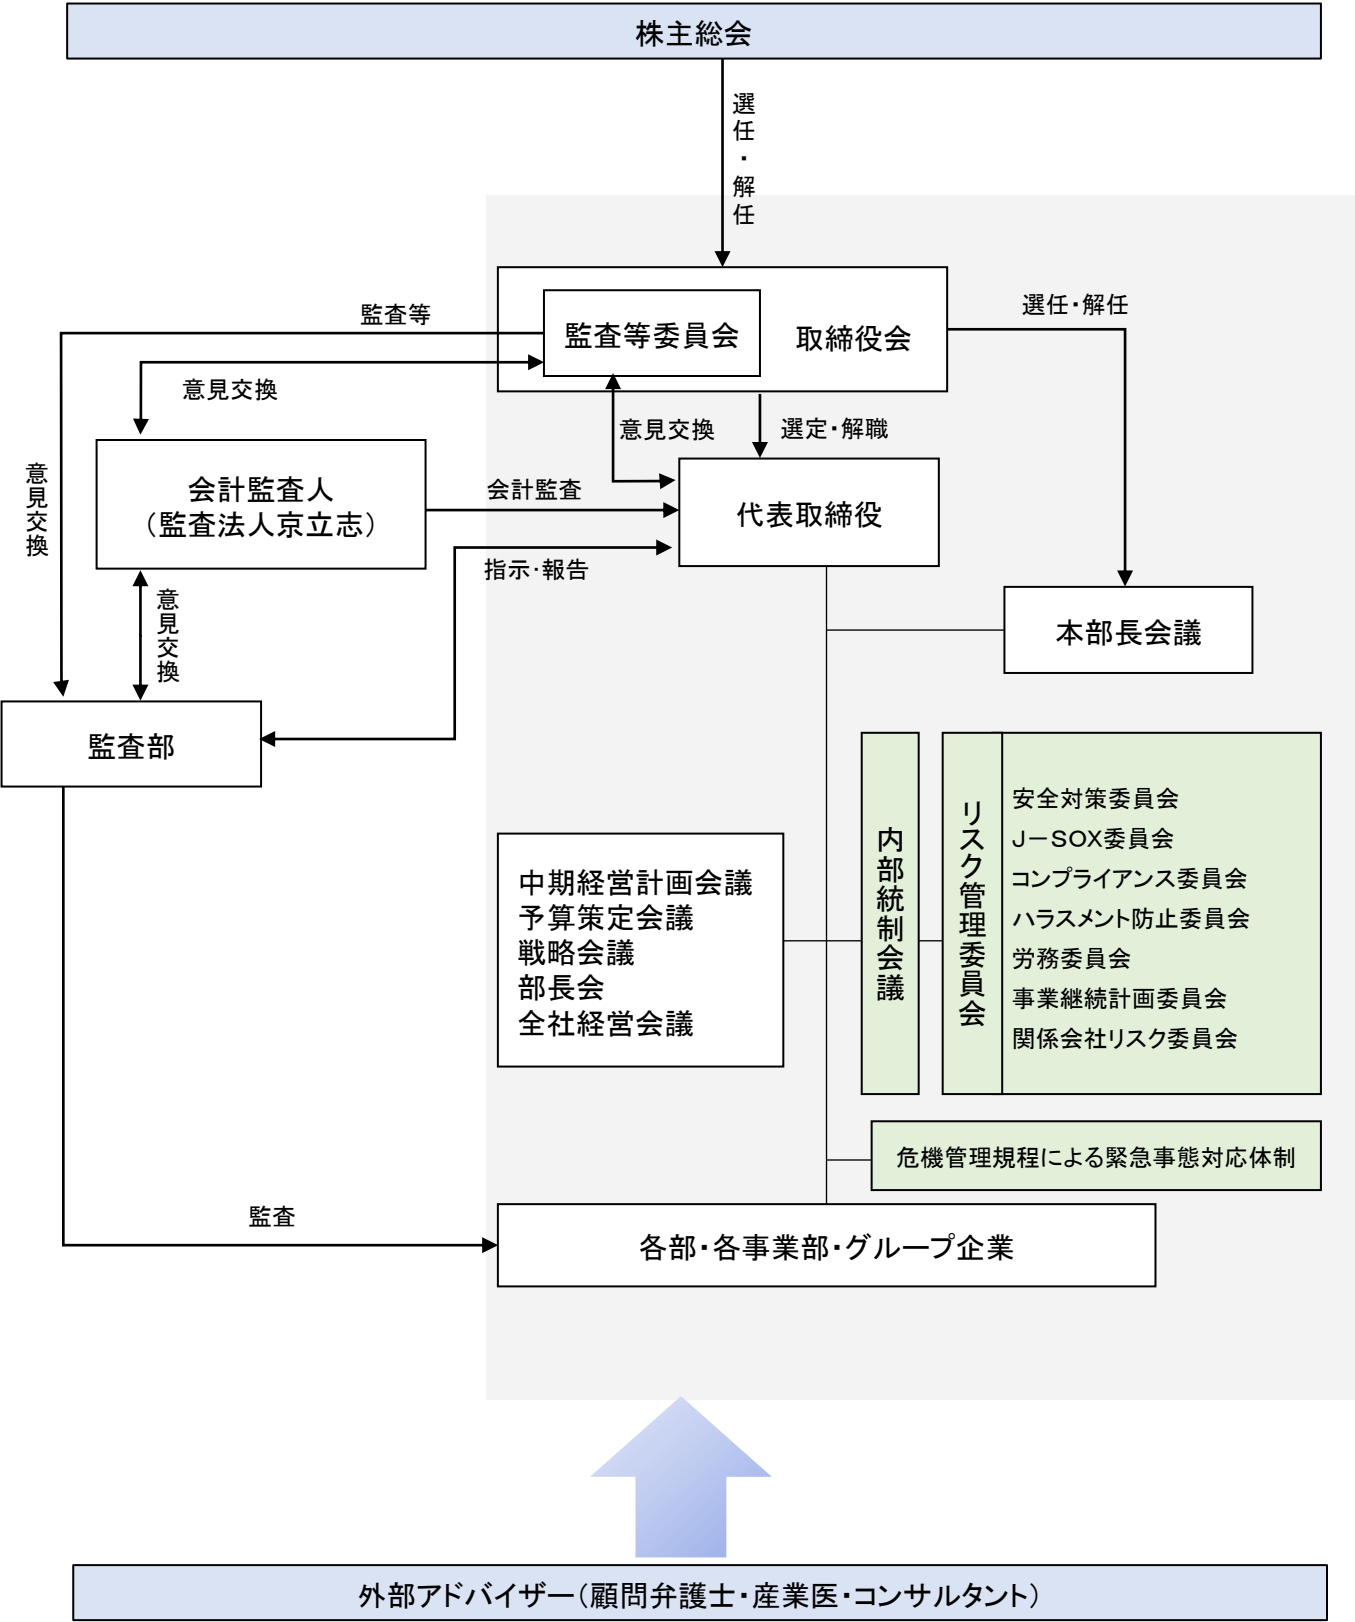 株主総会
選任・解任
監査等委員会
取締役会
選任・解任
監査等
意見交換
意見交換
選定・解職
意見交換
会計監査人
（監査法人京立志）
会計監査
代表取締役
指示・報告
意見交換
本部長会議
監査部
中期経営計画会議
予算策定会議
戦略会議
部長会
全社経営会議
内部統制会議
リスク管理委員会
安全対策委員会
J－SOX委員会
コンプライアンス委員会
ハラスメント防止委員会
労務委員会
事業継続計画委員会
関係会社リスク委員会
危機管理規程による緊急事態対応体制
監査
各部・各事業部・グループ企業
外部アドバイザー（顧問弁護士・産業医・コンサルタント）